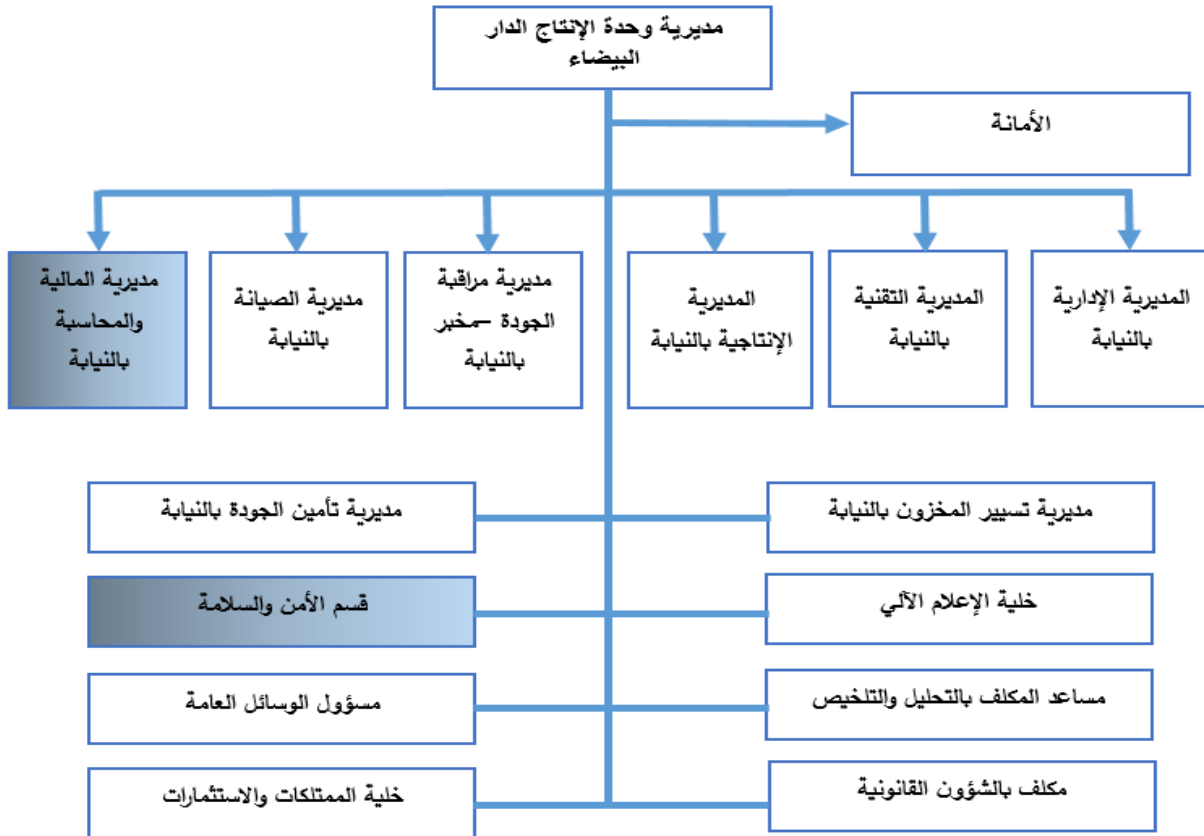 مديرية وحدة الإنتاج الدار
البيضاء
الأمانة
المديرية الإدارية
بالنيابة
المديرية التقنية
بالنيابة
المديرية
الإنتاجية بالنيابة
مديرية مراقبة
الجودة –مخبر
بالنيابة
مديرية الصيانة
بالنيابة
مديرية المالية
والمحاسبة
بالنيابة
مديرية تسيير المخزون بالنيابة
مديرية تأمين الجودة بالنيابة
خلية الإعلام الآلي
قسم الأمن والسلامة
مساعد المكلف بالتحليل والتلخيص
مسؤول الوسائل العامة
مكلف بالشؤون القانونية
خلية الممتلكات والاستثمارات